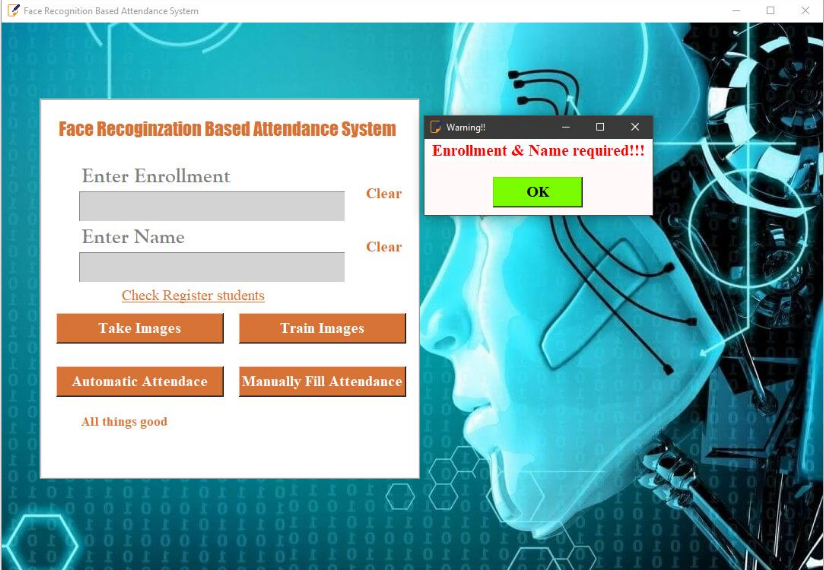 Face Recognition Based Attendance System
Face Recoginzation Based Attendance System
Enter Enrollment
Clear
Enter Name
Clear
Check Register students
Take Images
Train Images
Automatic Attendace
Manually Fill Attendance
All things good
Warning!!
Enrollment & Name required!!!
OK